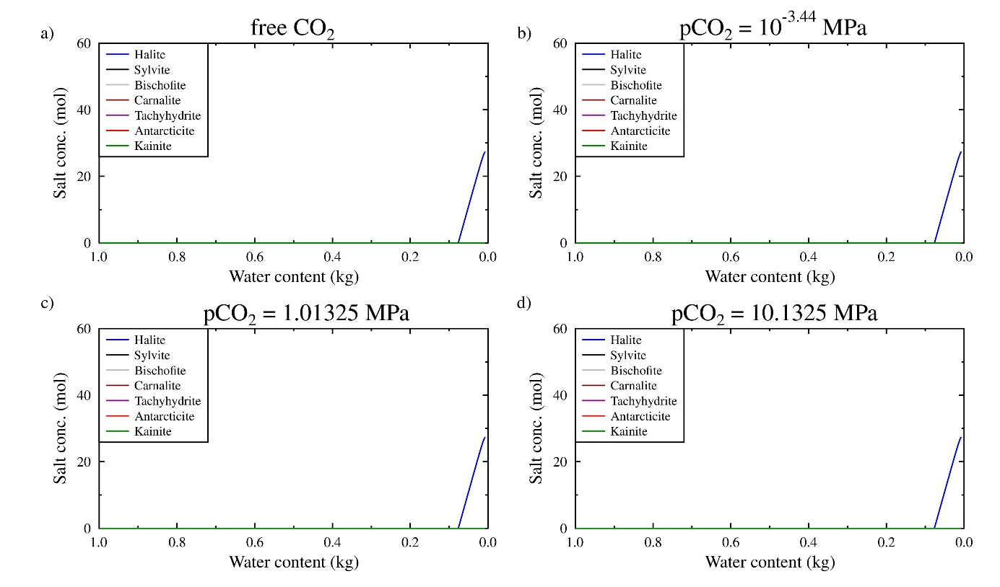 a)
free CO₂
60
40
20
0
Salt conc. (mol)
Halite
Sylvite
Bischofite
Carnalite
Tachyhydrite
Antarcticite
Kainite
1.0 0.8 0.6 0.4 0.2 0.0
Water content (kg)
b)
pCO₂ = 10^-3.44 MPa
60
40
20
0
Salt conc. (mol)
Halite
Sylvite
Bischofite
Carnalite
Tachyhydrite
Antarcticite
Kainite
1.0 0.8 0.6 0.4 0.2 0.0
Water content (kg)
c)
pCO₂ = 1.01325 MPa
60
40
20
0
Salt conc. (mol)
Halite
Sylvite
Bischofite
Carnalite
Tachyhydrite
Antarcticite
Kainite
1.0 0.8 0.6 0.4 0.2 0.0
Water content (kg)
d)
pCO₂ = 10.1325 MPa
60
40
20
0
Salt conc. (mol)
Halite
Sylvite
Bischofite
Carnalite
Tachyhydrite
Antarcticite
Kainite
1.0 0.8 0.6 0.4 0.2 0.0
Water content (kg)